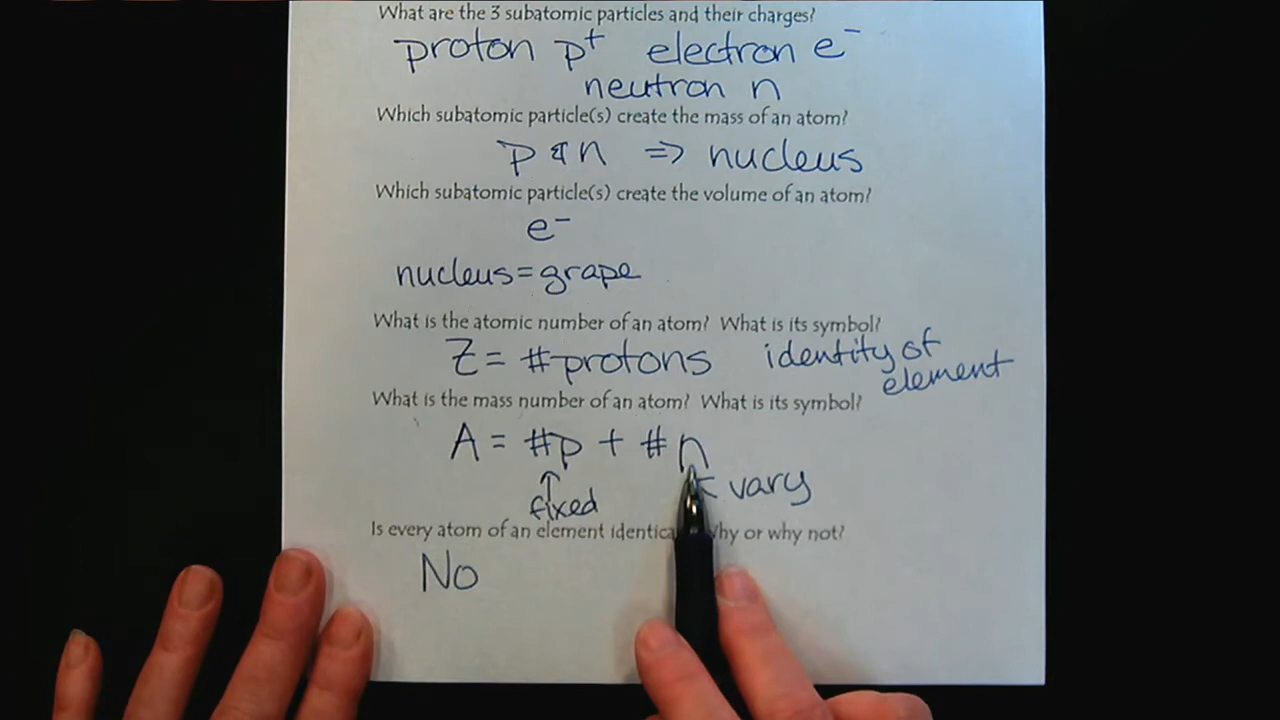 What are the 3 subatomic particles and their charges?
proton p⁺ electron e⁻
neutron n
Which subatomic particle(s) create the mass of an atom?
p & n ⇒ nucleus
Which subatomic particle(s) create the volume of an atom?
e⁻
nucleus = grape
What is the atomic number of an atom? What is its symbol?
Z = #protons identity of
element
What is the mass number of an atom? What is its symbol?
A = #p + #n
↑ ↖ vary
fixed
Is every atom of an element Why or why not?
No